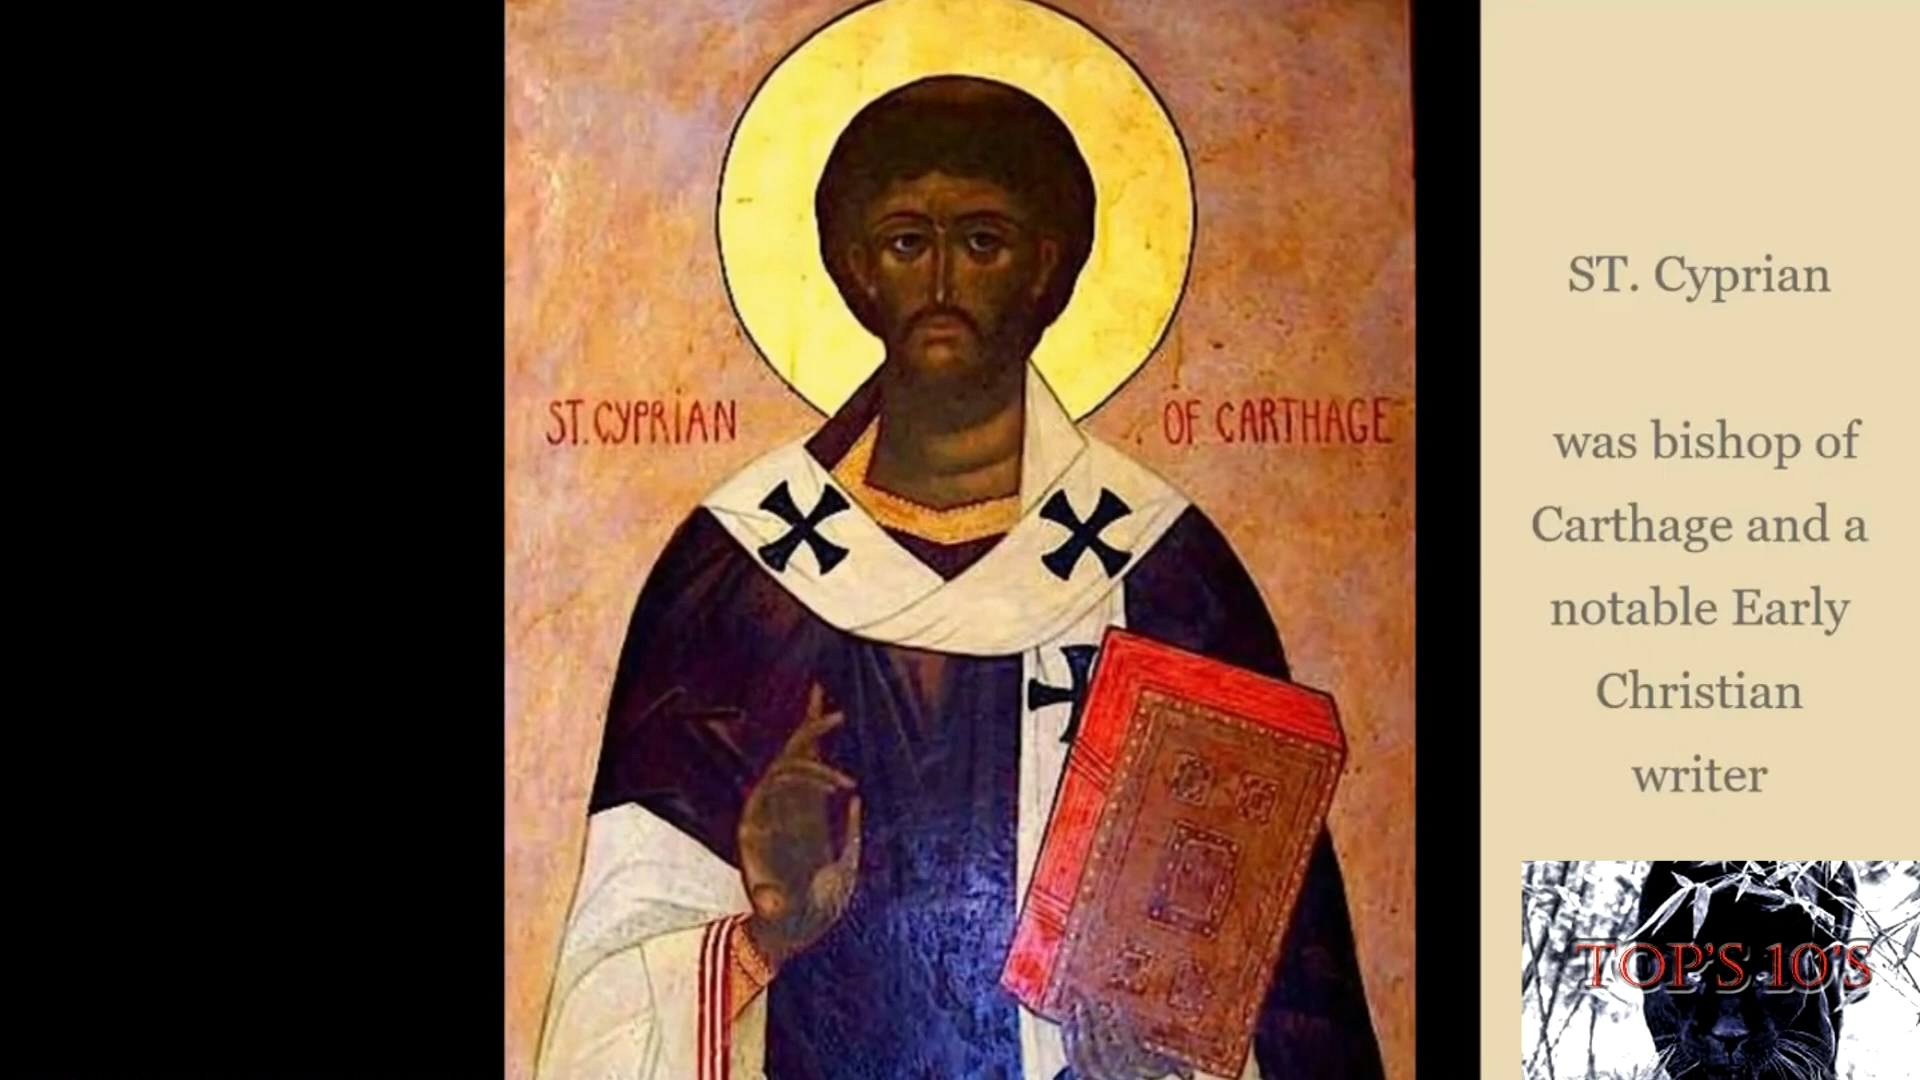 ST. CYPRIAN OF CARTHAGE
ST. Cyprian
was bishop of
Carthage and a
notable Early
Christian
writer
TOP'S 10'S